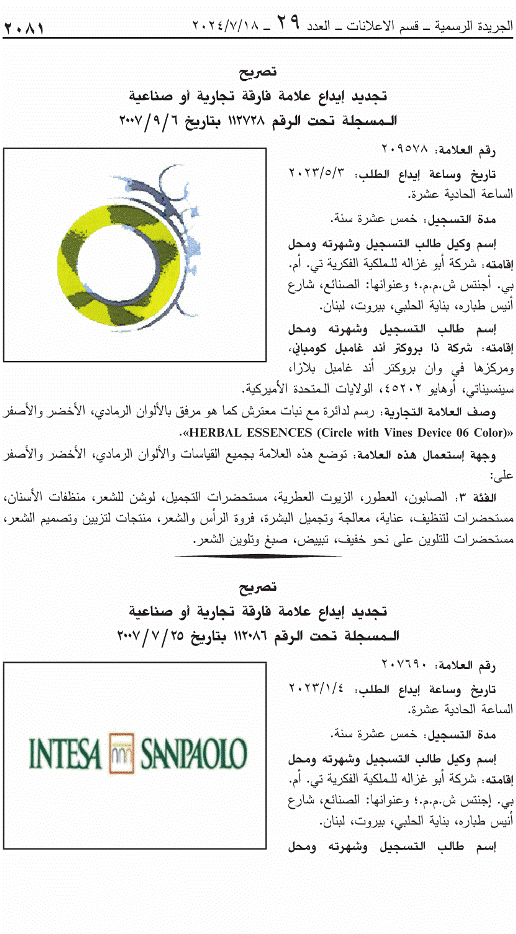 الجريدة الرسمية ــ قسم الاعلانات ــ العدد ٢٩ ــ ٢٠٢٤/٧/١٨
٢٠٨١
تصريح
تجديد إيداع علامة فارقة تجارية أو صناعية
المسجلة تحت الرقم ١١٢٧٢٨ بتاريخ ٢٠٠٧/٩/٦
رقم العلامة: ٢٠٩٥٧٨
تاريخ وساعة إيداع الطلب: ٢٠٢٣/٥/٣
الساعة الحادية عشرة.
مدة التسجيل: خمس عشرة سنة.
إسم وكيل طالب التسجيل وشهرته ومحل
إقامته: شركة أبو غزاله للملكية الفكرية تي. أم.
بي. أجنتس ش.م.م.؛ وعنوانها: الصنائع، شارع
أنيس طباره، بناية الحلبي، بيروت، لبنان.
إسم طالب التسجيل وشهرته ومحل
إقامته: شركة ذا بروكتر أند غامبل كومباني،
ومركزها في وان بروكتر أند غامبل بلازا،
سينسيناتي، أوهايو ٤٥٢٠٢، الولايات المتحدة الأميركية.
وصف العلامة التجارية: رسم لدائرة مع نبات معترش كما هو مرفق بالألوان الرمادي، الأخضر والأصفر
«HERBAL ESSENCES (Circle with Vines Device 06 Color)».
وجهة إستعمال هذه العلامة: توضع هذه العلامة بجميع القياسات والألوان الرمادي، الأخضر والأصفر
على:
الفئة ٣: الصابون، العطور، الزيوت العطرية، مستحضرات التجميل، لوشن للشعر، منظفات الأسنان،
مستحضرات لتنظيف، عناية، معالجة وتجميل البشرة، فروة الرأس والشعر، منتجات لتزيين وتصميم الشعر،
مستحضرات للتلوين على نحو خفيف، تبييض، صبغ وتلوين الشعر.
تصريح
تجديد إيداع علامة فارقة تجارية أو صناعية
المسجلة تحت الرقم ١١٢٠٨٦ بتاريخ ٢٠٠٧/٧/٢٥
رقم العلامة: ٢٠٧٦٩٠
تاريخ وساعة إيداع الطلب: ٢٠٢٣/١/٤
الساعة الحادية عشرة.
مدة التسجيل: خمس عشرة سنة.
إسم وكيل طالب التسجيل وشهرته ومحل
إقامته: شركة أبو غزاله للملكية الفكرية تي. أم.
بي. إجنتس ش.م.م.؛ وعنوانها: الصنائع، شارع
أنيس طباره، بناية الحلبي، بيروت، لبنان.
إسم طالب التسجيل وشهرته ومحل
INTESA SANPAOLO